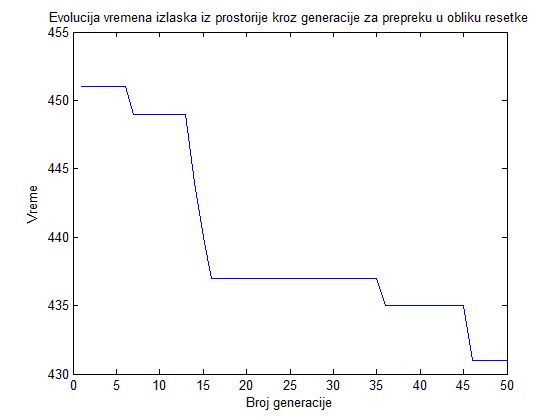 Evolucija vremena izlaska iz prostorije kroz generacije za prepreku u obliku resetke
455
450
445
440
435
430
Vreme
0 5 10 15 20 25 30 35 40 45 50
Broj generacije